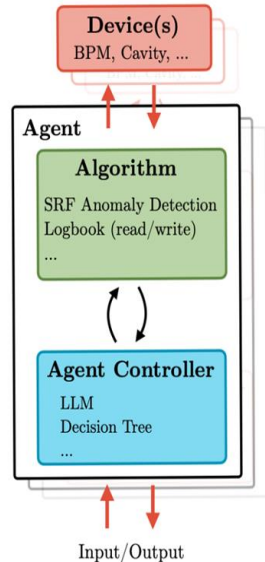 Device(s)
BPM, Cavity, ...
Agent
Algorithm
SRF Anomaly Detection
Logbook (read/write)
...
Agent Controller
LLM
Decision Tree
...
Input/Output